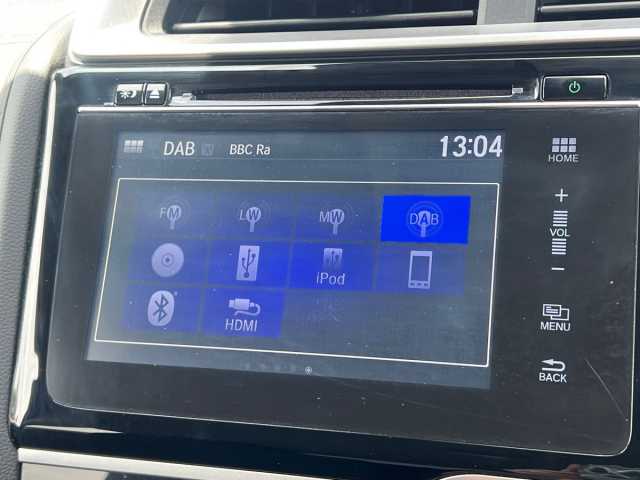 DAB BBC Ra 13:04
HOME
FM LW MW DAB
VOL
iPod
HDMI
MENU
BACK